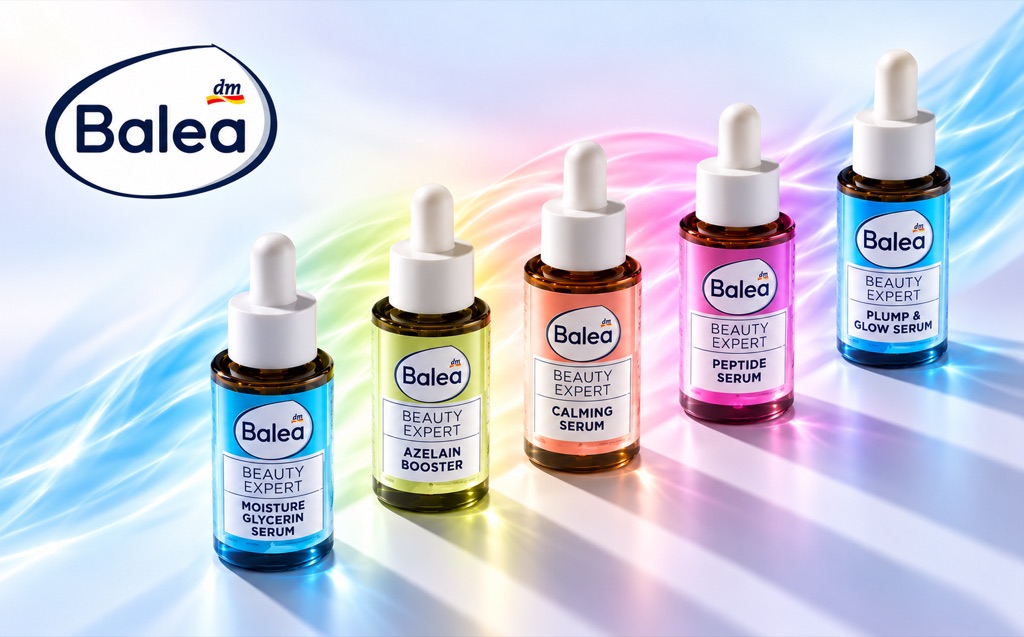 dm
Balea
dm
Balea
BEAUTY
EXPERT
MOISTURE
GLYCERIN
SERUM
dm
Balea
BEAUTY
EXPERT
AZELAIN
BOOSTER
dm
Balea
BEAUTY
EXPERT
CALMING
SERUM
dm
Balea
BEAUTY
EXPERT
PEPTIDE
SERUM
dm
Balea
BEAUTY
EXPERT
PLUMP &
GLOW SERUM